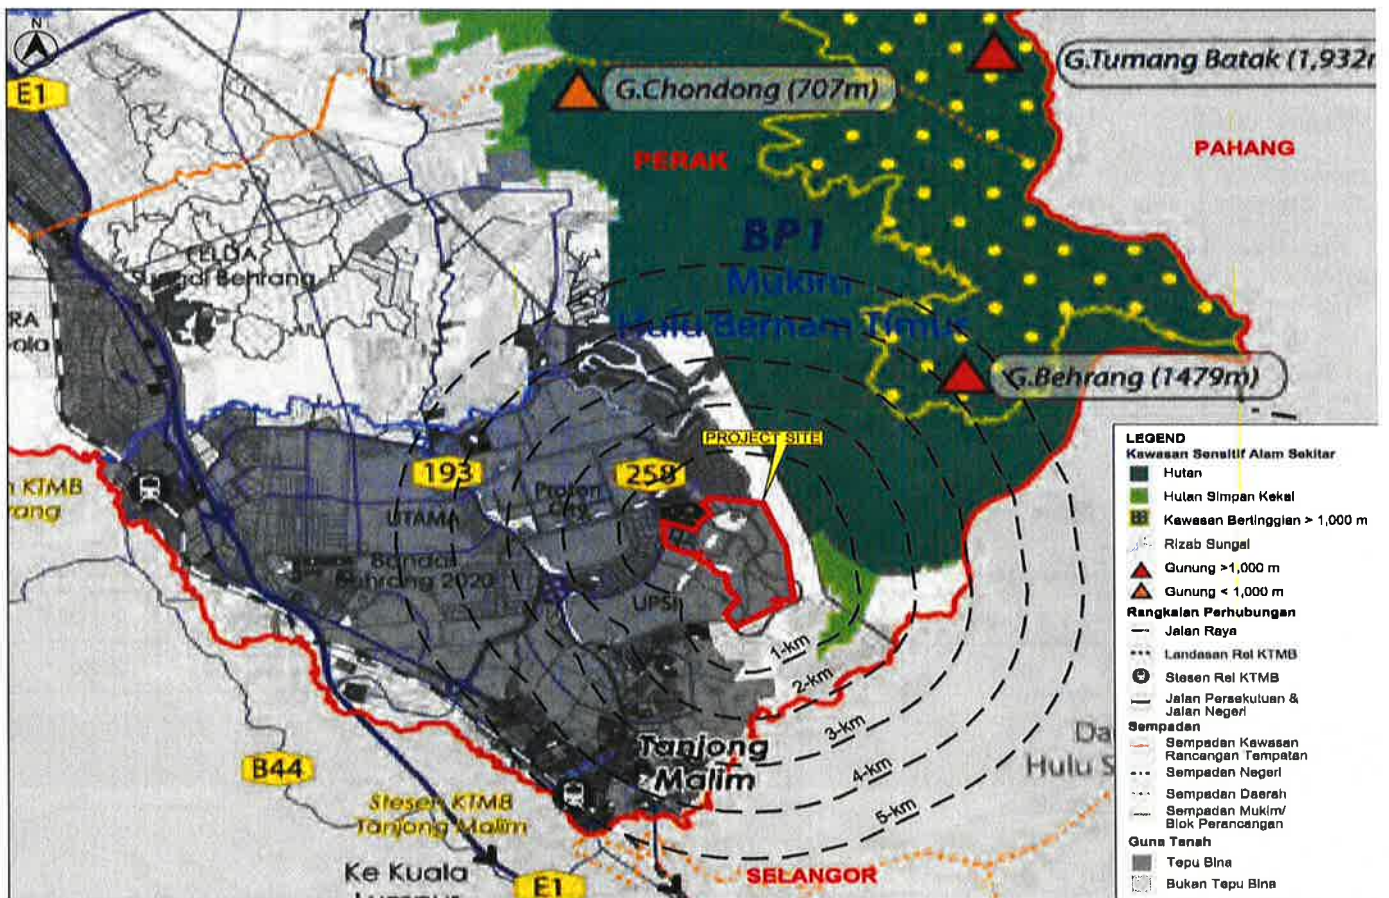 N
E1
G.Chondong (707m)
G.Tumang Batak (1,932m
PERAK
PAHANG
BP1
Mukim
Hulu Bernam Timur
FELDA
Sungai Behrang
G.Behrang (1479m)
PROJECT SITE
193
258
Proton
City
UTAMA
Bandar
Behrang 2020
UPSI
KTMB
1-km
2-km
3-km
4-km
5-km
Tanjong
Malim
B44
Stesen KTMB
Tanjong Malim
Ke Kuala
E1
SELANGOR
Hulu S
LEGEND
Kawasan Sensitif Alam Sekitar
Hutan
Hutan Simpan Kekal
Kawasan Bertinggian > 1,000 m
Rizab Sungai
Gunung >1,000 m
Gunung < 1,000 m
Rangkaian Perhubungan
Jalan Raya
Landasan Rel KTMB
Stesen Rel KTMB
Jalan Persekutuan &
Jalan Negeri
Sempadan
Sempadan Kawasan
Rancangan Tempatan
Sempadan Negeri
Sempadan Daerah
Sempadan Mukim/
Blok Perancangan
Guna Tanah
Tepu Bina
Bukan Tepu Bina